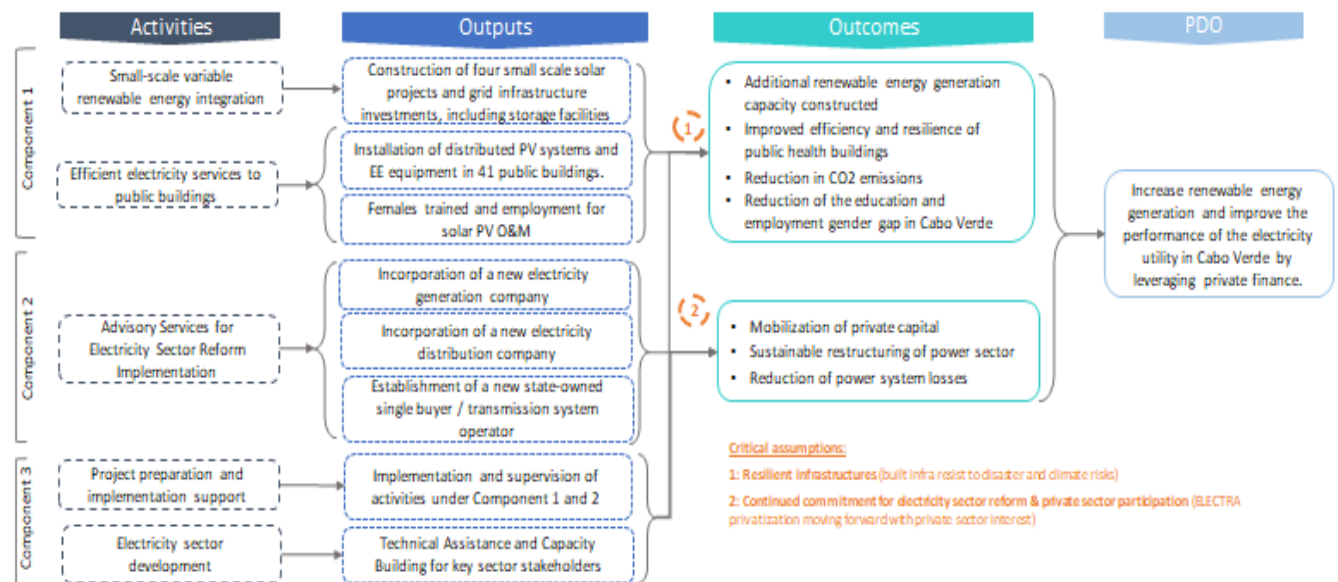 Activities
Outputs
Outcomes
PDO
Component 1
Small-scale variable
renewable energy integration
Efficient electricity services to
public buildings
Construction of four small scale solar
projects and grid infrastructure
investments, including storage facilities
Installation of distributed PV systems and
EE equipment in 41 public buildings.
Females trained and employment for
solar PV O&M
1
▪ Additional renewable energy generation
capacity constructed
▪ Improved efficiency and resilience of
public health buildings
▪ Reduction in CO2 emissions
▪ Reduction of the education and
employment gender gap in Cabo Verde
Increase renewable energy
generation and improve the
performance of the electricity
utility in Cabo Verde by
leveraging private finance.
Component 2
Advisory Services for
Electricity Sector Reform
Implementation
Incorporation of a new electricity
generation company
Incorporation of a new electricity
distribution company
Establishment of a new state-owned
single buyer / transmission system
operator
2
▪ Mobilization of private capital
▪ Sustainable restructuring of power sector
▪ Reduction of power system losses
Component 3
Project preparation and
implementation support
Electricity sector
development
Implementation and supervision of
activities under Component 1 and 2
Technical Assistance and Capacity
Building for key sector stakeholders
Critical assumptions:
1: Resilient infrastructures (built infra resist to disaster and climate risks)
2: Continued commitment for electricity sector reform & private sector participation (ELECTRA
privatization moving forward with private sector interest)